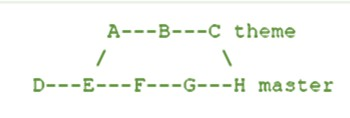 A---B---C theme
/ \
D---E---F---G---H master